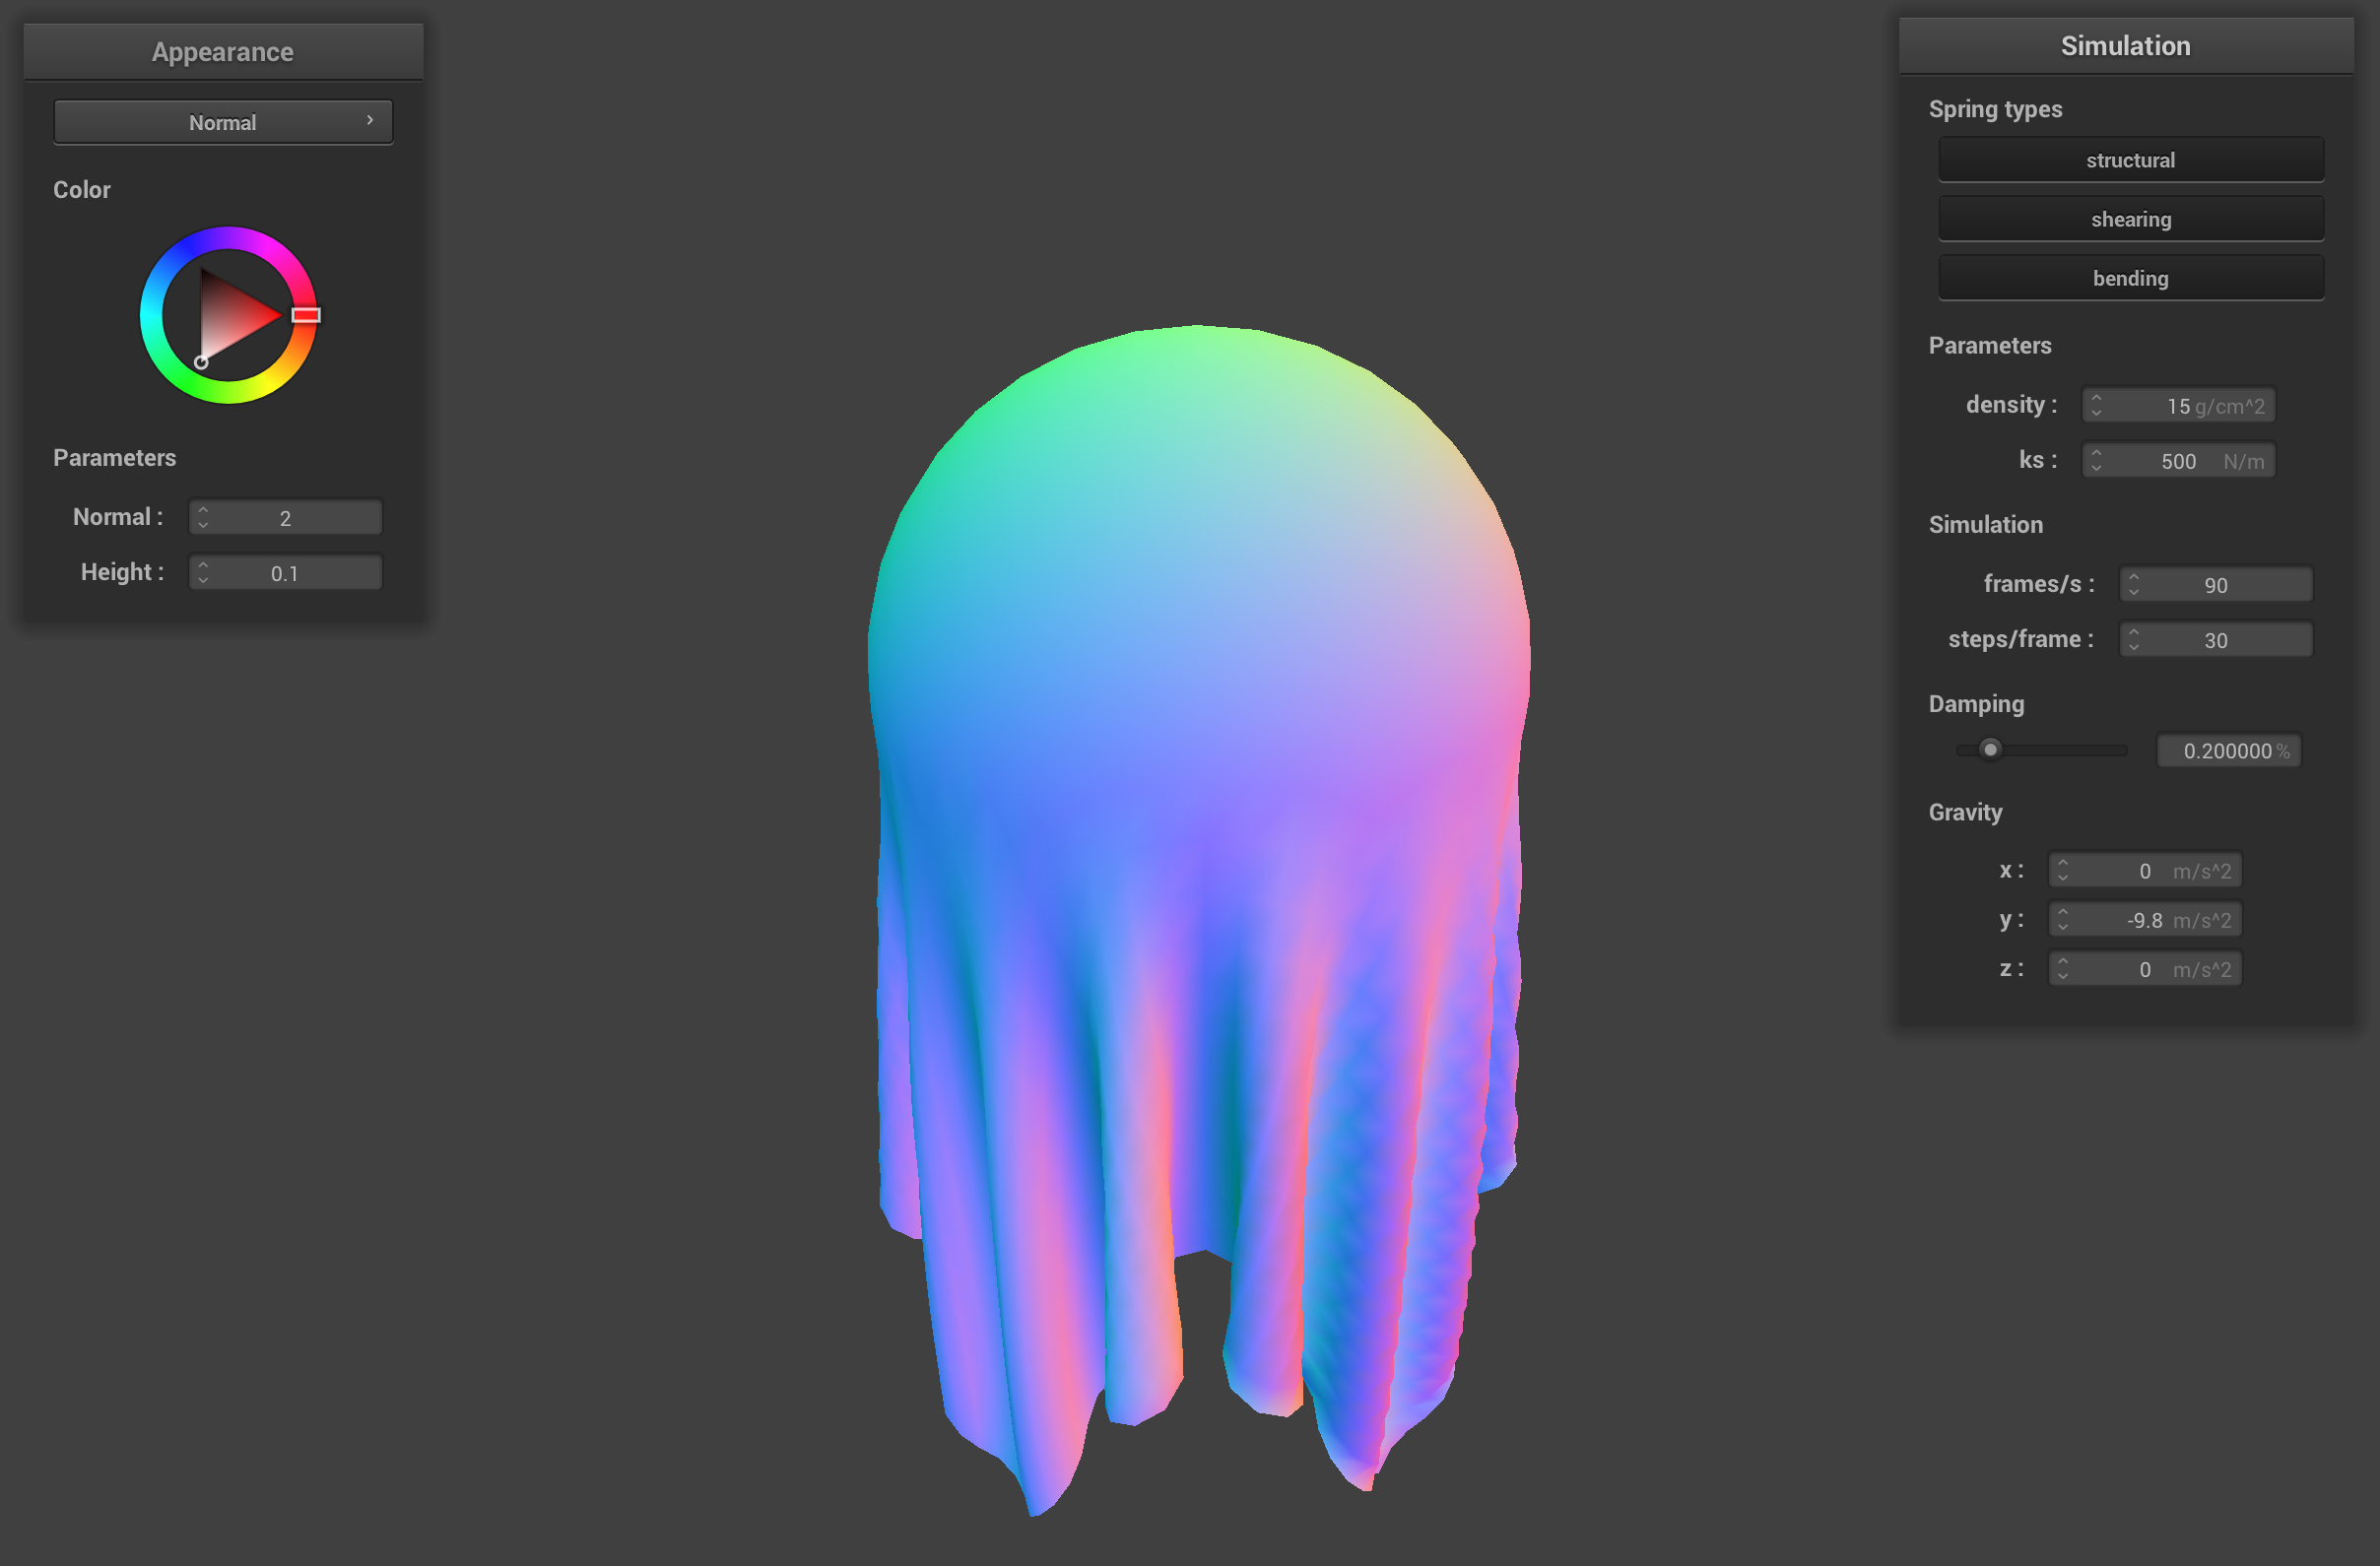 Appearance
Normal
Color
Parameters
Normal : 2
Height : 0.1
Simulation
Spring types
structural
shearing
bending
Parameters
density : 15 g/cm^2
ks : 500 N/m
Simulation
frames/s : 90
steps/frame : 30
Damping
0.200000 %
Gravity
x : 0 m/s^2
y : -9.8 m/s^2
z : 0 m/s^2